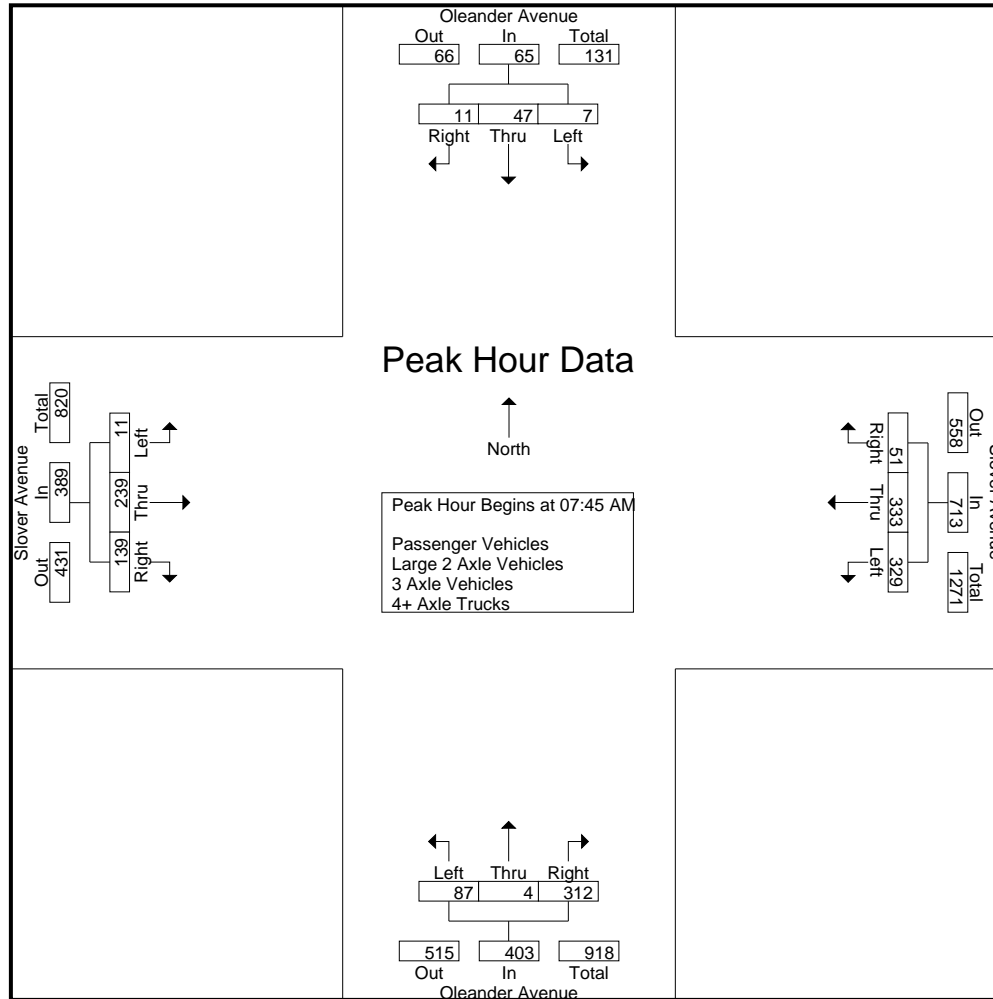 Oleander Avenue
Out In Total
66 65 131
11 47 7
Right Thru Left
Peak Hour Data
North
Peak Hour Begins at 07:45 AM
Passenger Vehicles
Large 2 Axle Vehicles
3 Axle Vehicles
4+ Axle Trucks
Slover Avenue
Total In Out
820 389 431
11 239 139
Left Thru Right
Out In Total
558 713 1271
51 333 329
Right Thru Left
Left Thru Right
87 4 312
515 403 918
Out In Total
Oleander Avenue